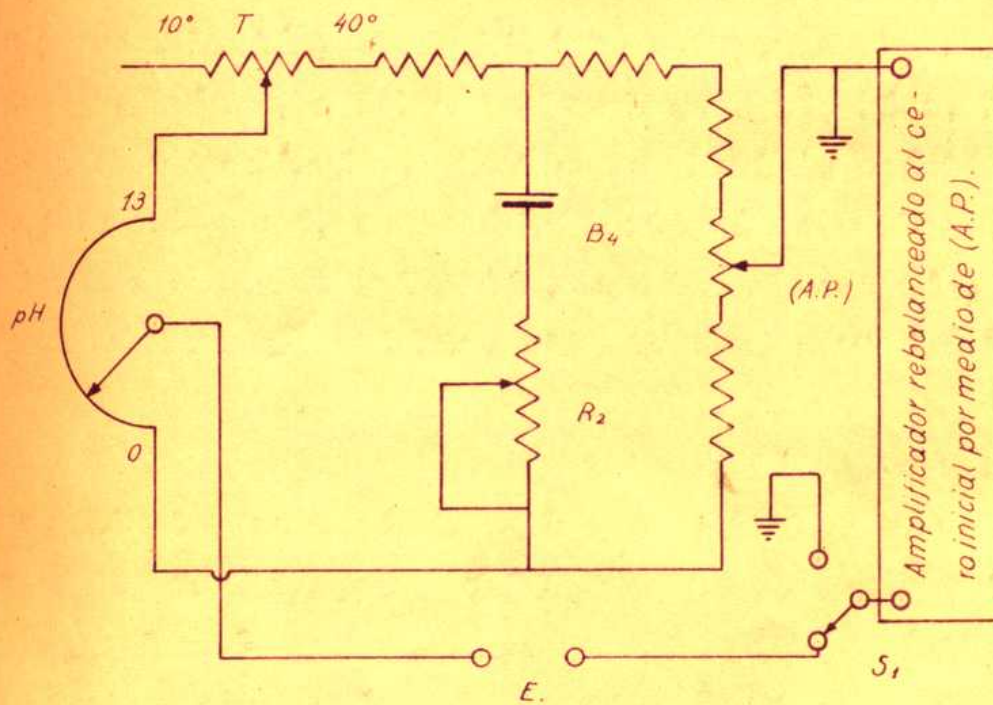 10° T 40°
13
pH
0
B4
R2
(A.P.)
E.
S1
Amplificador rebalanceado al ce-
ro inicial por medio de (A.P.).